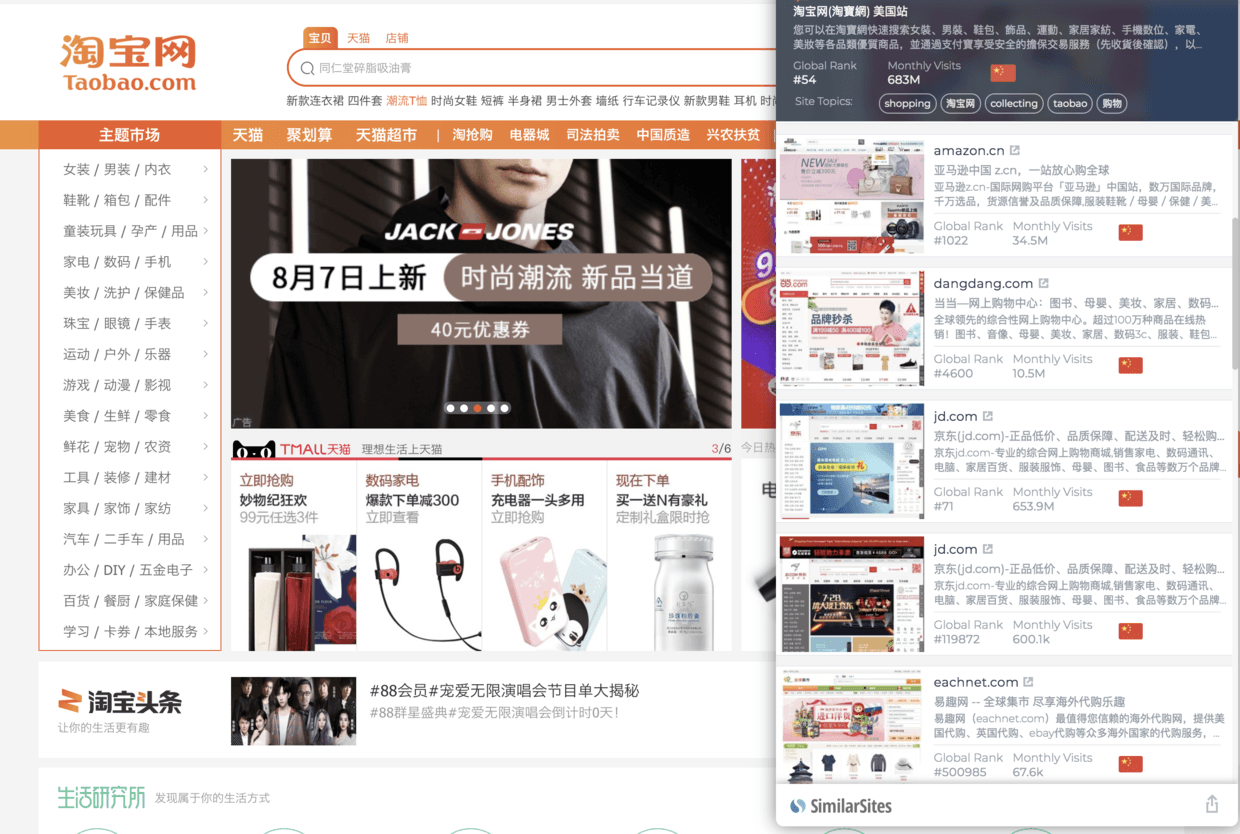 淘宝网
Taobao.com
宝贝 天猫 店铺
同仁堂碎脂吸油膏
新款连衣裙 四件套 潮流T恤 时尚女鞋 短裤 半身裙 男士外套 墙纸 行车记录仪 新款男鞋 耳机 时尚
主题市场
天猫 聚划算 天猫超市 | 淘抢购 电器城 司法拍卖 中国质造 兴农扶贫
女装 / 男装 / 内衣
鞋靴 / 箱包 / 配件
童装玩具 / 孕产 / 用品
家电 / 数码 / 手机
美妆 / 洗护 / 保健品
珠宝 / 眼镜 / 手表
运动 / 户外 / 乐器
游戏 / 动漫 / 影视
美食 / 生鲜 / 零食
鲜花 / 宠物 / 农资
工具 / 装修 / 建材
家具 / 家饰 / 家纺
汽车 / 二手车 / 用品
办公 / DIY / 五金电子
百货 / 餐厨 / 家庭保健
学习 / 卡券 / 本地服务
JACK JONES
8月7日上新 时尚潮流 新品当道
40元优惠券
广告
TMALL天猫 理想生活上天猫 3/6
今日热
立即抢购
妙物纪狂欢
99元任选3件
数码家电
爆款下单减300
立即查看
手机配饰
充电器一头多用
立即抢购
现在下单
买一送N有豪礼
定制礼盒限时抢
淘宝头条
让你的生活更有趣
#88会员#宠爱无限演唱会节目单大揭秘
#88群星盛典#宠爱无限演唱会倒计时0天!
生活研究所 发现属于你的生活方式
淘宝网(淘寶網) 美国站
您可以在淘寶網快速搜索女裝、男裝、鞋包、飾品、運動、家居家紡、手機数位、家電、
美妝等各品類優質商品，並通過支付寶享受安全的擔保交易服務（先收貨後確認），以...
Global Rank Monthly Visits
#54 683M
Site Topics: shopping 淘宝网 collecting taobao 购物
amazon.cn
亚马逊中国 z.cn，一站放心购全球
亚马逊z.cn-国际网购平台「亚马逊」中国站，数万国际品牌，
千万选品，货源信誉及品质保障,服装鞋靴 / 母婴 / 保健 / 美...
Global Rank Monthly Visits
#1022 34.5M
dangdang.com
当当—网上购物中心：图书、母婴、美妆、家居、数码...
全球领先的综合性网上购物中心。超过100万种商品在线热
销！图书、音像、母婴、美妆、家居、数码3c、服装、鞋包...
Global Rank Monthly Visits
#4600 10.5M
jd.com
京东(jd.com)-正品低价、品质保障、配送及时、轻松购...
京东jd.com-专业的综合网上购物商城,销售家电、数码通讯、
电脑、家居百货、服装服饰、母婴、图书、食品等数万个品牌...
Global Rank Monthly Visits
#71 653.9M
jd.com
京东(jd.com)-正品低价、品质保障、配送及时、轻松购...
京东jd.com-专业的综合网上购物商城,销售家电、数码通讯、
电脑、家居百货、服装服饰、母婴、图书、食品等数万个品牌...
Global Rank Monthly Visits
#119872 600.1k
eachnet.com
易趣网 -- 全球集市 尽享海外代购乐趣
易趣网（eachnet.com）最值得您信赖的海外代购网，提供美
国代购、英国代购、ebay代购等众多海外国家的代购服务，...
Global Rank Monthly Visits
#500985 67.6k
SimilarSites